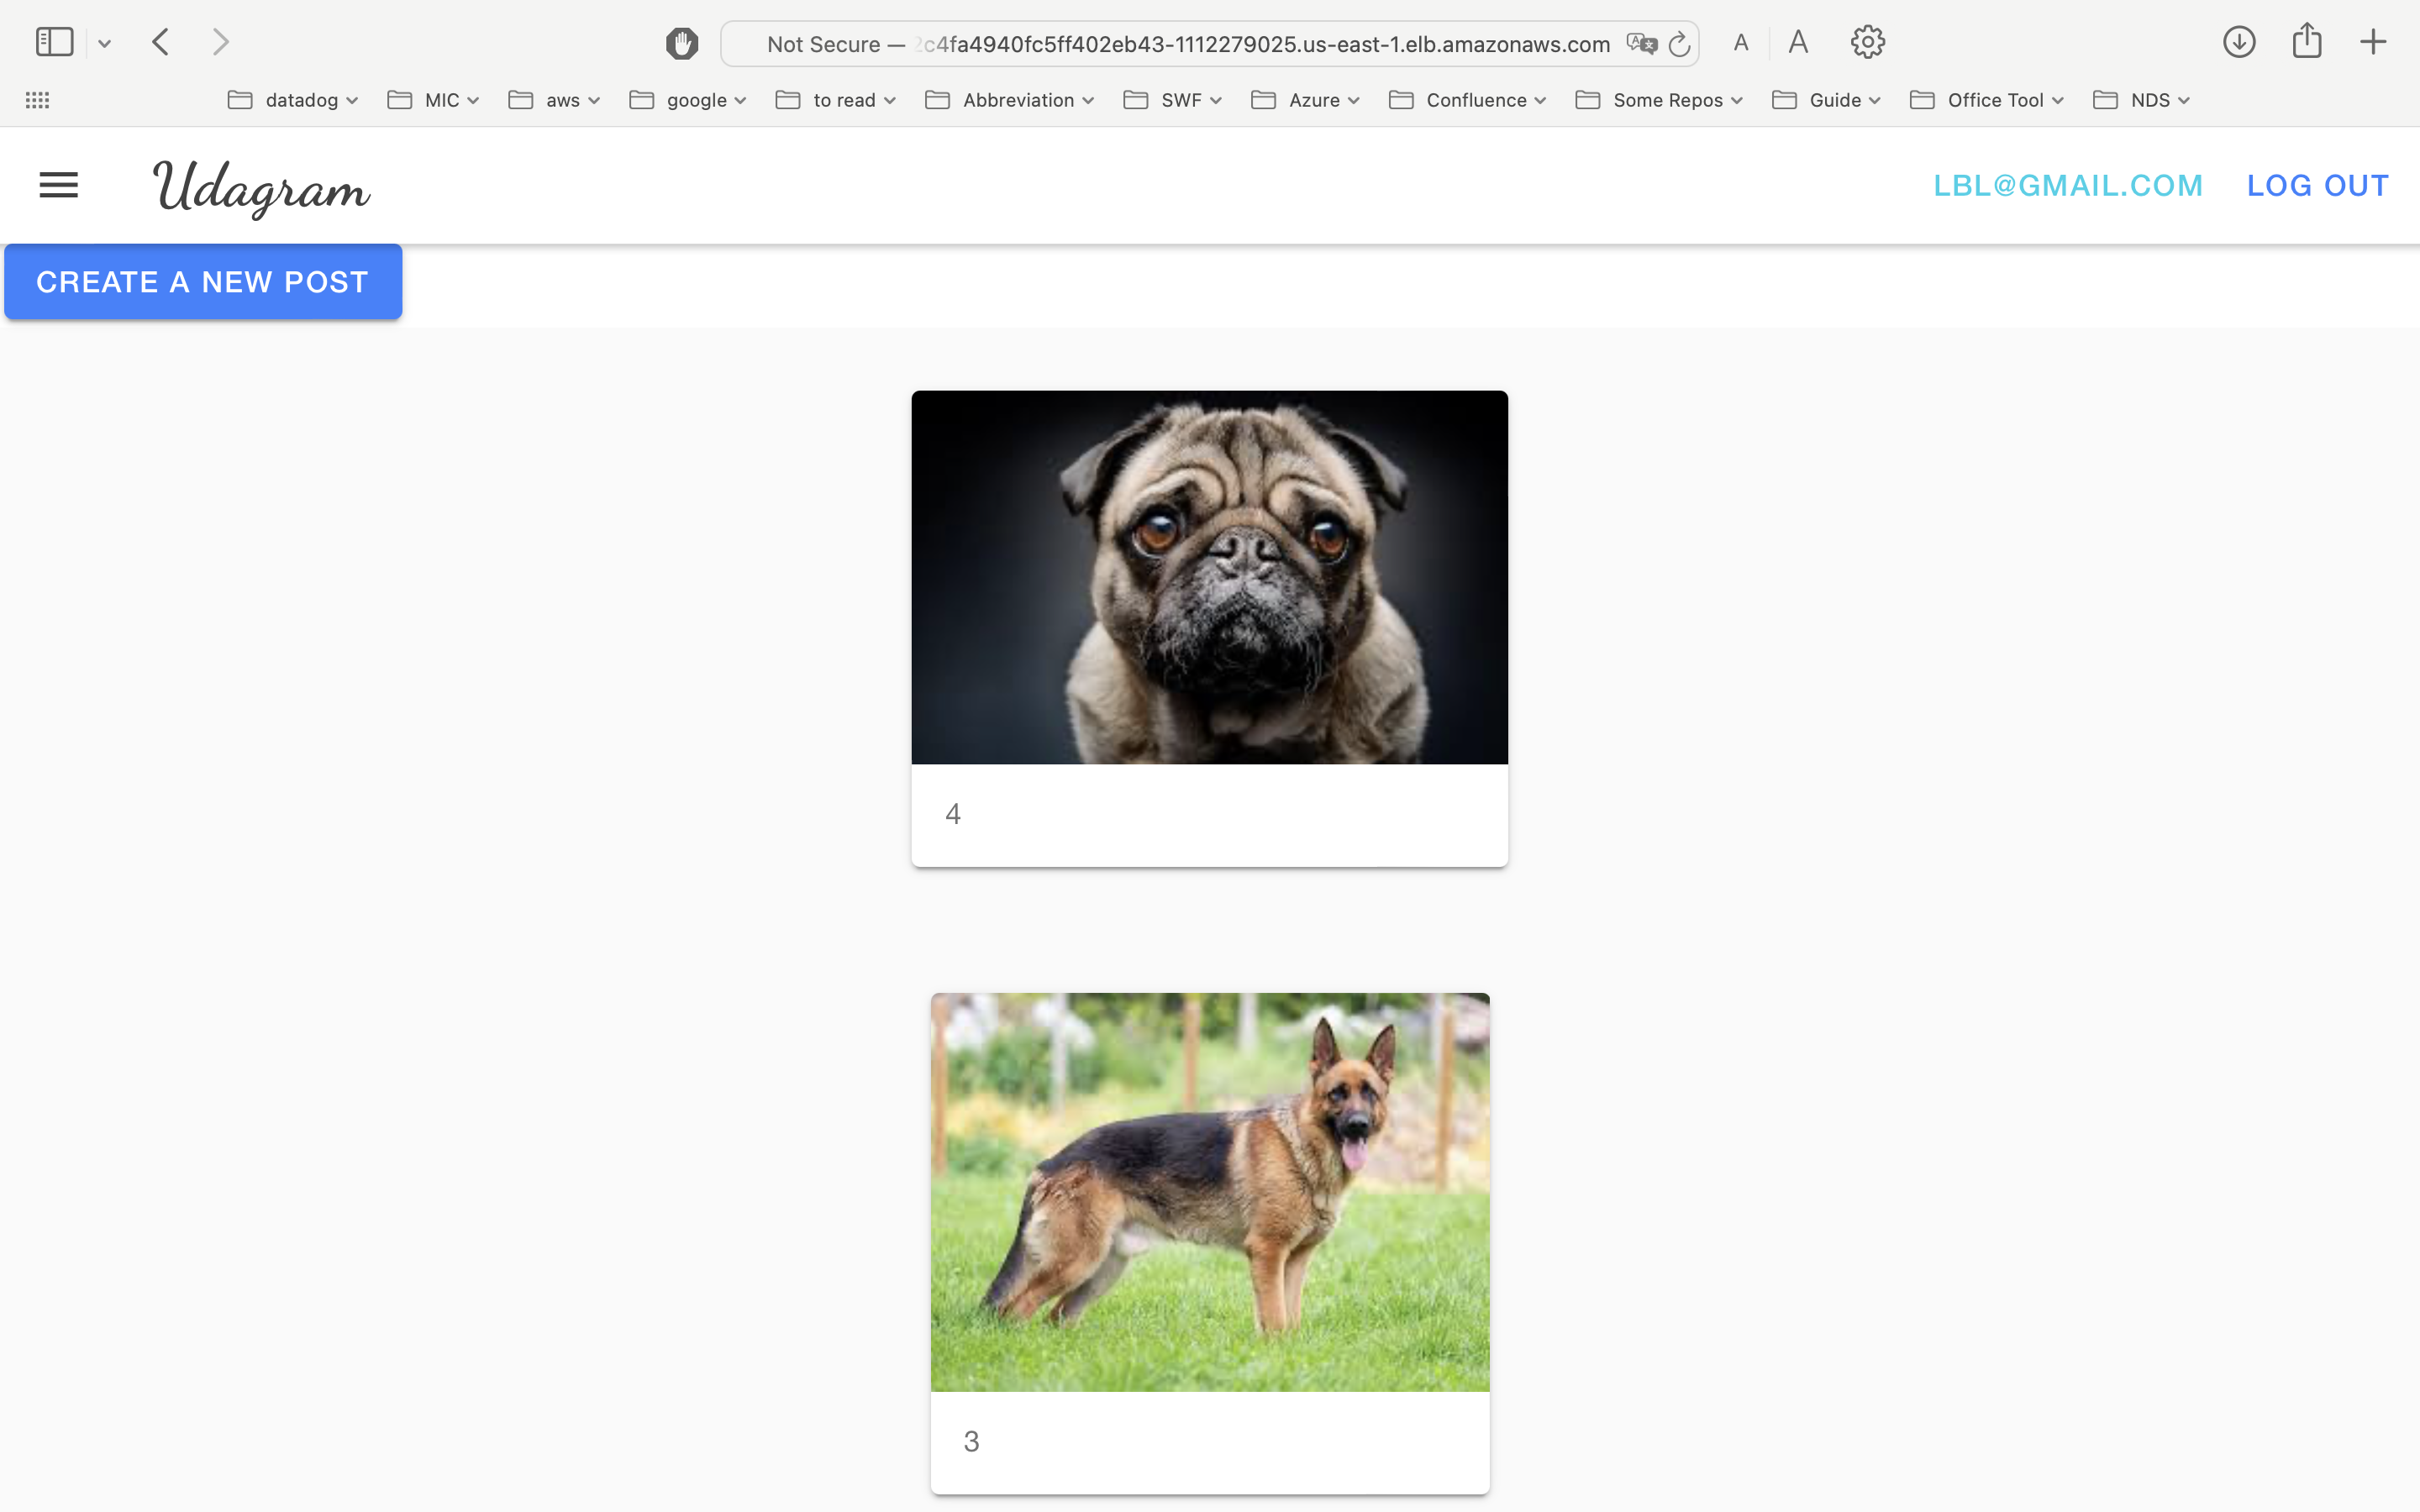 Not Secure — 2c4fa4940fc5ff402eb43-1112279025.us-east-1.elb.amazonaws.com
A A
datadog MIC aws google to read Abbreviation SWF Azure Confluence Some Repos Guide Office Tool NDS
Udagram LBL@GMAIL.COM LOG OUT
CREATE A NEW POST
4
3